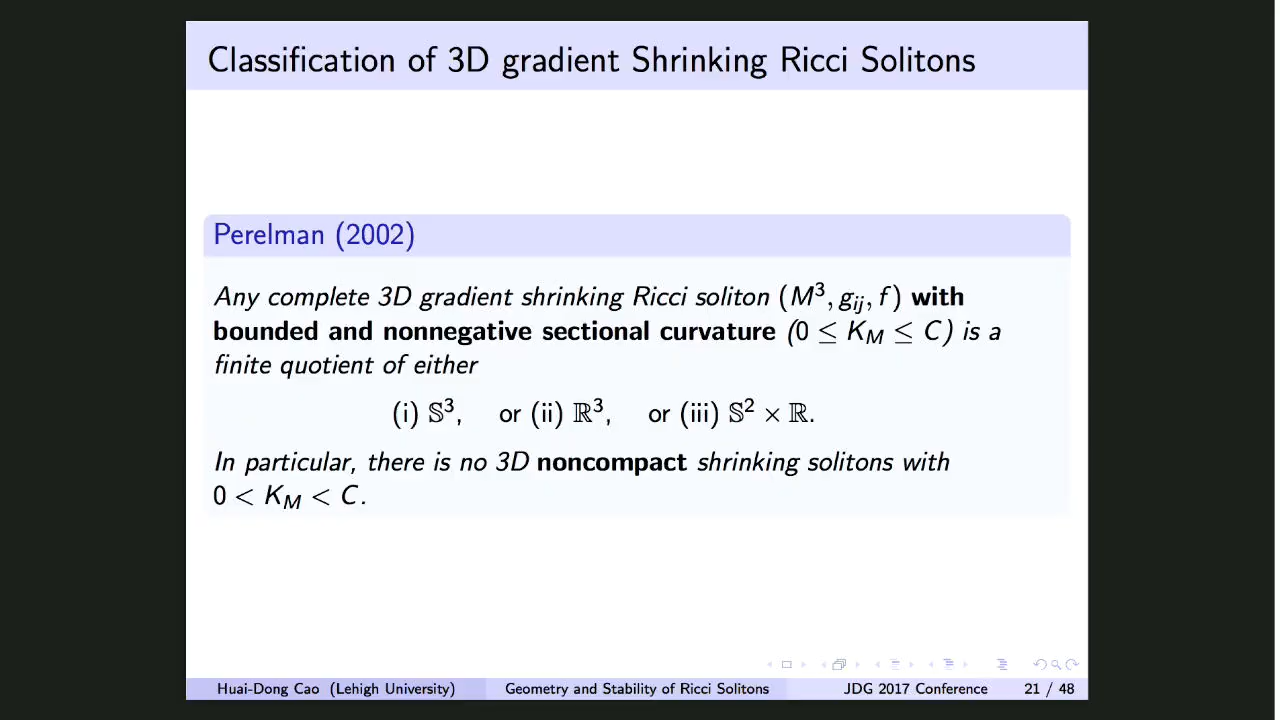 Classification of 3D gradient Shrinking Ricci Solitons
Perelman (2002)
Any complete 3D gradient shrinking Ricci soliton (M³, gᵢⱼ, f) with
bounded and nonnegative sectional curvature (0 ≤ K_M ≤ C) is a
finite quotient of either
(i) 𝕊³, or (ii) ℝ³, or (iii) 𝕊² × ℝ.
In particular, there is no 3D noncompact shrinking solitons with
0 < K_M < C.
Huai-Dong Cao (Lehigh University) Geometry and Stability of Ricci Solitons JDG 2017 Conference 21 / 48